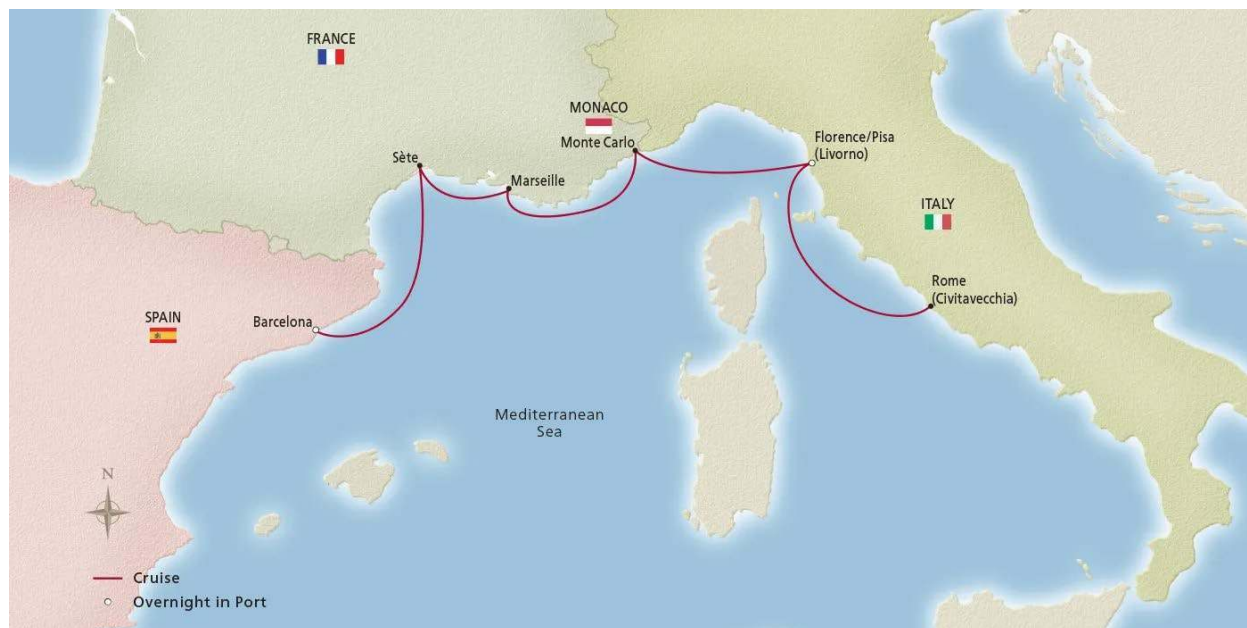 FRANCE
MONACO
Monte Carlo
Florence/Pisa
(Livorno)
Sète
Marseille
ITALY
Rome
(Civitavecchia)
SPAIN
Barcelona
Mediterranean
Sea
N
Cruise
Overnight in Port